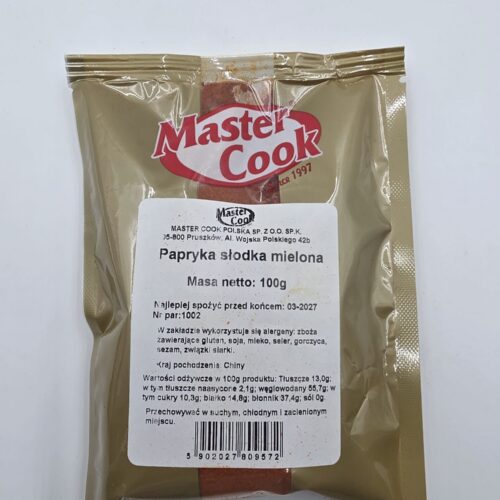 Master
Cook
since 1997
Master
Cook
MASTER COOK POLSKA SP. Z O.O. SP.K.
05-800 Pruszków, Al. Wojska Polskiego 42b
Papryka słodka mielona
Masa netto: 100g
Najlepiej spożyć przed końcem: 03-2027
Nr par:1002
W zakładzie wykorzystuje się alergeny: zboża
zawierające gluten, soja, mleko, seler, gorczyca,
sezam, związki siarki.
Kraj pochodzenia: Chiny
Wartości odżywcze w 100g produktu: Tłuszcze 13,0g;
w tym tłuszcze nasycone 2,1g; węglowodany 55,7g; w
tym cukry 10,3g; białko 14,8g; błonnik 37,4g; sól 0g.
Przechowywać w suchym, chłodnym i zacienionym
miejscu.
5 902027 809572